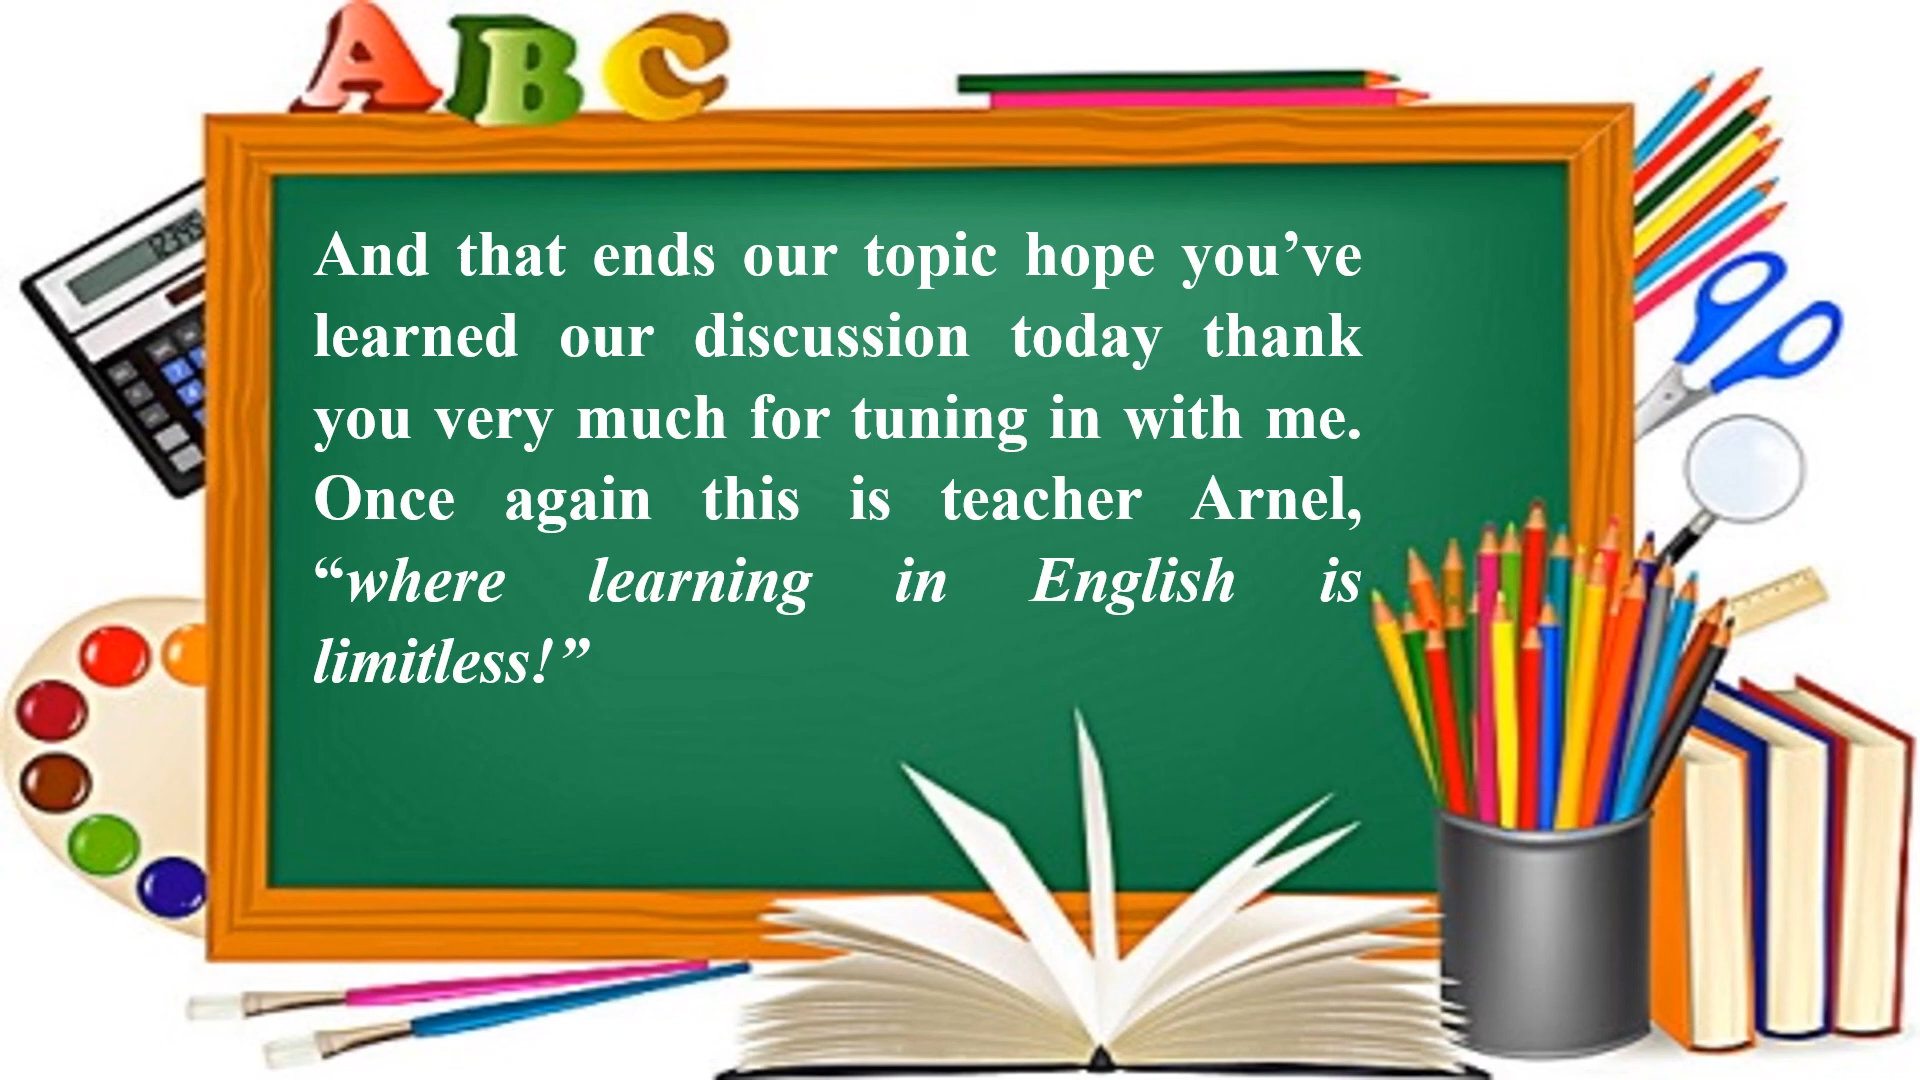 ABC
12395
And that ends our topic hope you’ve
learned our discussion today thank
you very much for tuning in with me.
Once again this is teacher Arnel,
“where learning in English is
limitless!”